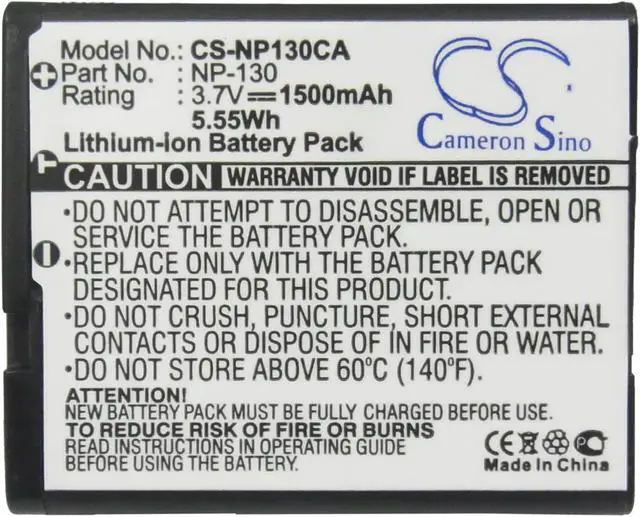 Model No.: CS-NP130CA
Part No.: NP-130
Rating : 3.7V 1500mAh
5.55Wh
Lithium-ion Battery Pack
CS
Cameron Sino
T
CAUTION WARRANTY VOID IF LABEL IS REMOVED
•DO NOT ATTEMPT TO DISASSEMBLE, OPEN OR
SERVICE THE BATTERY PACK.
•REPLACE ONLY WITH THE BATTERY
DESIGNATED FOR THE PRODUCT.
•DO NOT CRUSH, PUNCTURE, SHORT EXTERNAL
CONTACTS OR DISPOSE OF IN FIRE OR WATER.
•DO NOT STORE ABOVE 60°C (140°F).
ATTENTION!
NEW BATTERY PACK MUST BE CHARGED BEFORE USE
TO REDUCE RISK OF FIRE OR BURNS,
READ INSTRUCTIONS IN OPERATING GUIDE
BEFORE USING THE BATTERY.
CE
Made in China